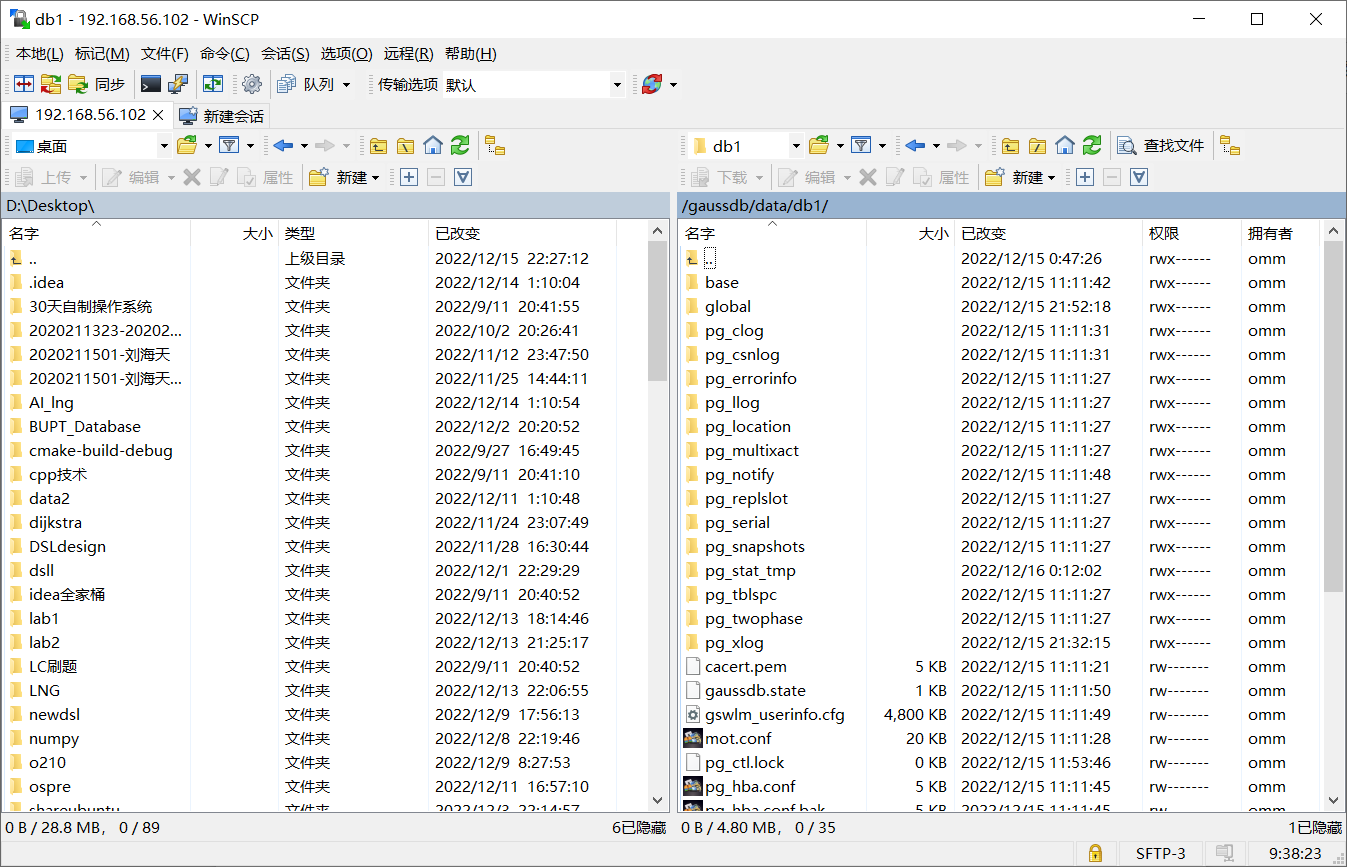 db1 - 192.168.56.102 - WinSCP
本地(L) 标记(M) 文件(F) 命令(C) 会话(S) 选项(O) 远程(R) 帮助(H)
同步 队列 传输选项 默认
192.168.56.102 新建会话
桌面 db1 查找文件
上传 编辑 属性 新建 下载 编辑 属性 新建
D:\Desktop\ /gaussdb/data/db1/
名字 大小 类型 已改变 名字 大小 已改变 权限 拥有者
.. 上级目录 2022/12/15 22:27:12 .. 2022/12/15 0:47:26 rwx------ omm
.idea 文件夹 2022/12/14 1:10:04 base 2022/12/15 11:11:42 rwx------ omm
30天自制操作系统 文件夹 2022/9/11 20:41:55 global 2022/12/15 21:52:18 rwx------ omm
2020211323-20202... 文件夹 2022/10/2 20:26:41 pg_clog 2022/12/15 11:11:31 rwx------ omm
2020211501-刘海天 文件夹 2022/11/12 23:47:50 pg_csnlog 2022/12/15 11:11:31 rwx------ omm
2020211501-刘海天... 文件夹 2022/11/25 14:44:11 pg_errorinfo 2022/12/15 11:11:27 rwx------ omm
AI_lng 文件夹 2022/12/14 1:10:54 pg_llog 2022/12/15 11:11:27 rwx------ omm
BUPT_Database 文件夹 2022/12/2 20:20:52 pg_location 2022/12/15 11:11:27 rwx------ omm
cmake-build-debug 文件夹 2022/9/27 16:49:45 pg_multixact 2022/12/15 11:11:27 rwx------ omm
cpp技术 文件夹 2022/9/11 20:41:10 pg_notify 2022/12/15 11:11:48 rwx------ omm
data2 文件夹 2022/12/11 1:10:48 pg_replslot 2022/12/15 11:11:27 rwx------ omm
dijkstra 文件夹 2022/11/24 23:07:49 pg_serial 2022/12/15 11:11:27 rwx------ omm
DSLdesign 文件夹 2022/11/28 16:30:44 pg_snapshots 2022/12/15 11:11:27 rwx------ omm
dsll 文件夹 2022/12/1 22:29:29 pg_stat_tmp 2022/12/16 0:12:02 rwx------ omm
idea全家桶 文件夹 2022/9/11 20:40:52 pg_tblspc 2022/12/15 11:11:27 rwx------ omm
lab1 文件夹 2022/12/13 18:14:46 pg_twophase 2022/12/15 11:11:27 rwx------ omm
lab2 文件夹 2022/12/13 21:25:17 pg_xlog 2022/12/15 21:32:15 rwx------ omm
LC刷题 文件夹 2022/9/11 20:40:52 cacert.pem 5 KB 2022/12/15 11:11:21 rw------- omm
LNG 文件夹 2022/12/13 22:06:55 gaussdb.state 1 KB 2022/12/15 11:11:50 rw------- omm
newdsl 文件夹 2022/12/9 17:56:13 gswlm_userinfo.cfg 4,800 KB 2022/12/15 11:11:49 rw------- omm
numpy 文件夹 2022/12/8 22:19:46 mot.conf 20 KB 2022/12/15 11:11:28 rw------- omm
o210 文件夹 2022/12/9 8:27:53 pg_ctl.lock 0 KB 2022/12/15 11:53:46 rw------- omm
ospre 文件夹 2022/12/11 16:57:10 pg_hba.conf 5 KB 2022/12/15 11:11:45 rw------- omm
shareubuntu 文件夹 2022/12/3 22:14:57 pg_hba.conf.bak 5 KB 2022/12/15 11:11:45 rw------- omm
0 B / 28.8 MB, 0 / 89 6已隐藏 0 B / 4.80 MB, 0 / 35 1已隐藏
SFTP-3 9:38:23